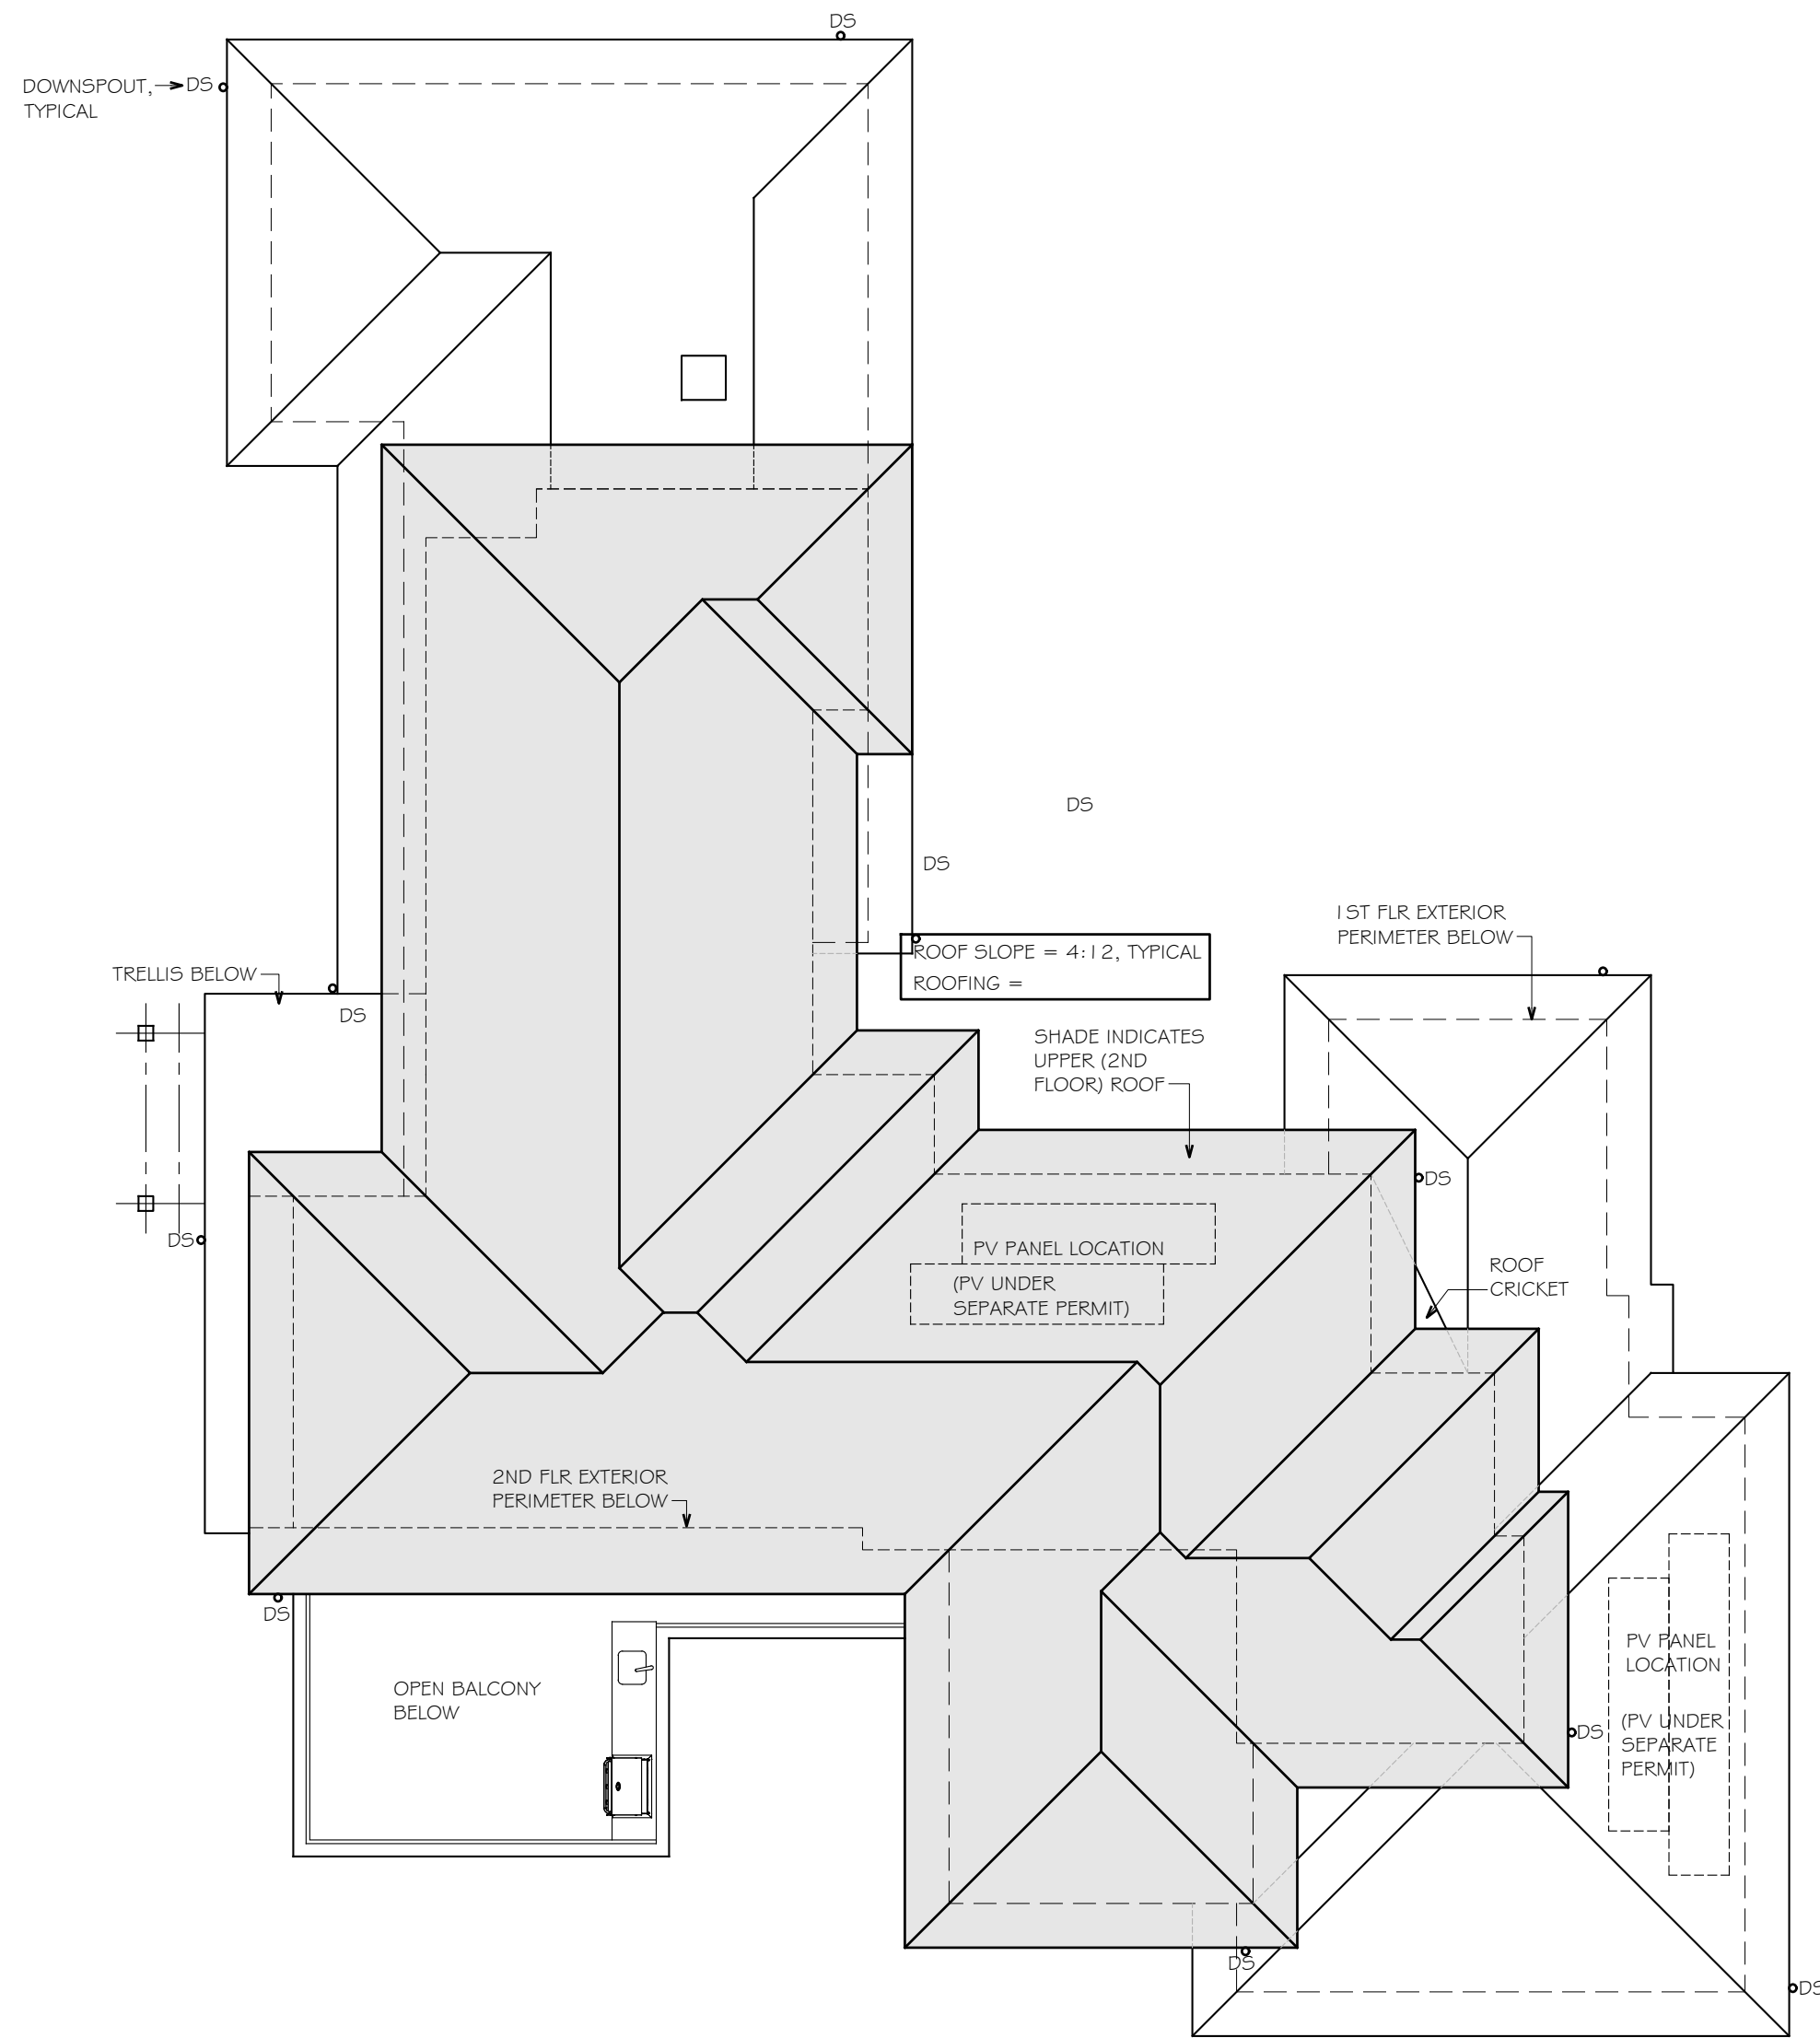 DS
DOWNSPOUT,
TYPICAL
DS
DS
DS
1ST FLR EXTERIOR
PERIMETER BELOW
ROOF SLOPE = 4:12, TYPICAL
ROOFING =
TRELLIS BELOW
DS
SHADE INDICATES
UPPER (2ND
FLOOR) ROOF
DS
DS
PV PANEL LOCATION
(PV UNDER
SEPARATE PERMIT)
ROOF
CRICKET
2ND FLR EXTERIOR
PERIMETER BELOW
DS
OPEN BALCONY
BELOW
PV PANEL
LOCATION
(PV UNDER
SEPARATE
PERMIT)
DS
DS
DS